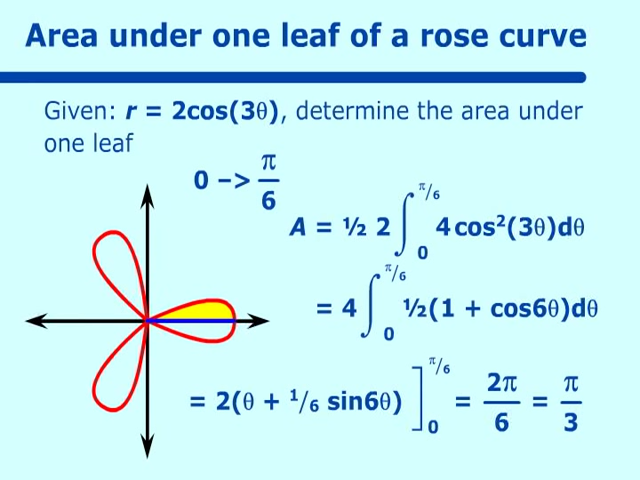 Area under one leaf of a rose curve
Given: r = 2cos(3θ), determine the area under
one leaf
0 –> π/6
A = ½ 2 ∫₀^(π/6) 4cos²(3θ)dθ
= 4 ∫₀^(π/6) ½(1 + cos6θ)dθ
= 2(θ + 1/6 sin6θ) ]₀^(π/6) = 2π/6 = π/3